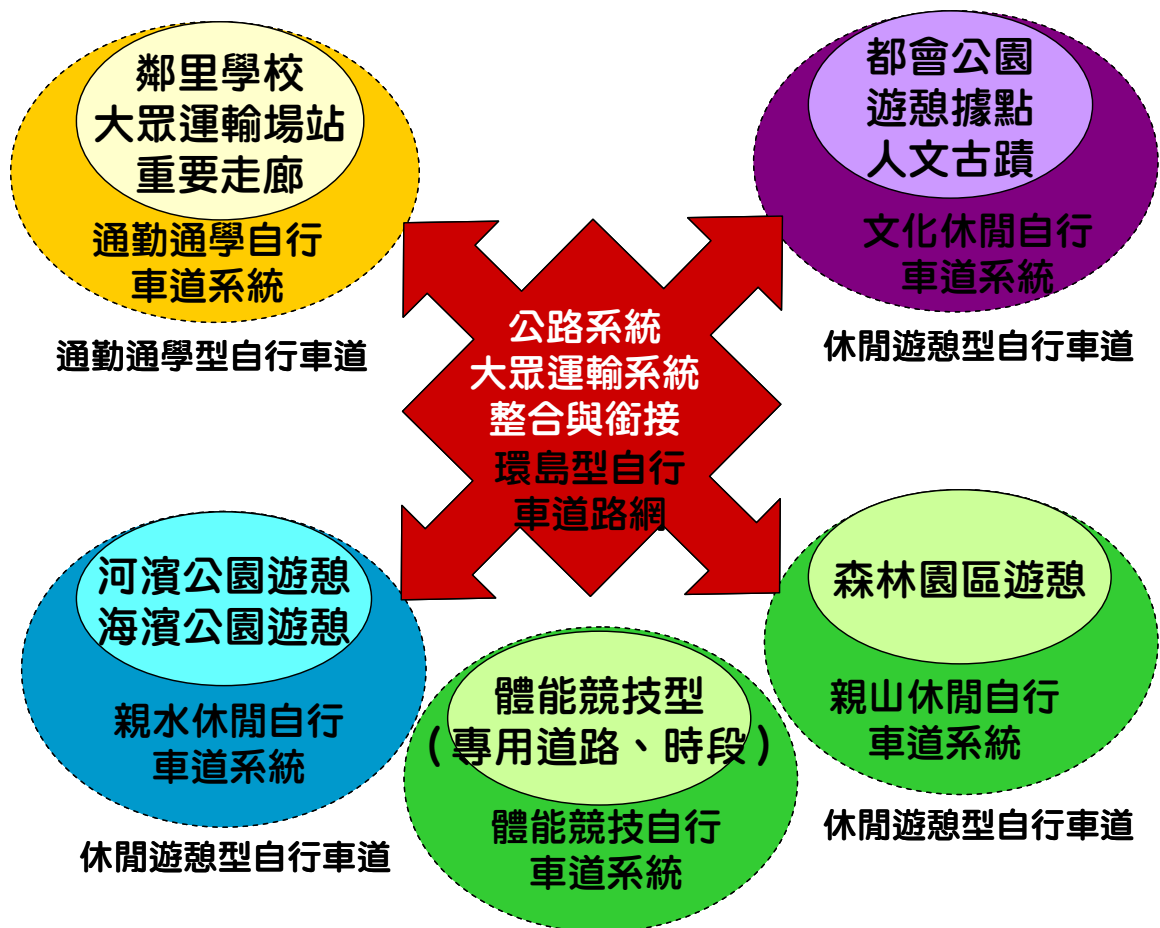 鄰里學校
大眾運輸場站
重要走廊
通勤通學自行
車道系統
通勤通學型自行車道
都會公園
遊憩據點
人文古蹟
文化休閒自行
車道系統
休閒遊憩型自行車道
公路系統
大眾運輸系統
整合與銜接
環島型自行
車道路網
河濱公園遊憩
海濱公園遊憩
親水休閒自行
車道系統
休閒遊憩型自行車道
體能競技型
(專用道路、時段)
體能競技自行
車道系統
森林園區遊憩
親山休閒自行
車道系統
休閒遊憩型自行車道